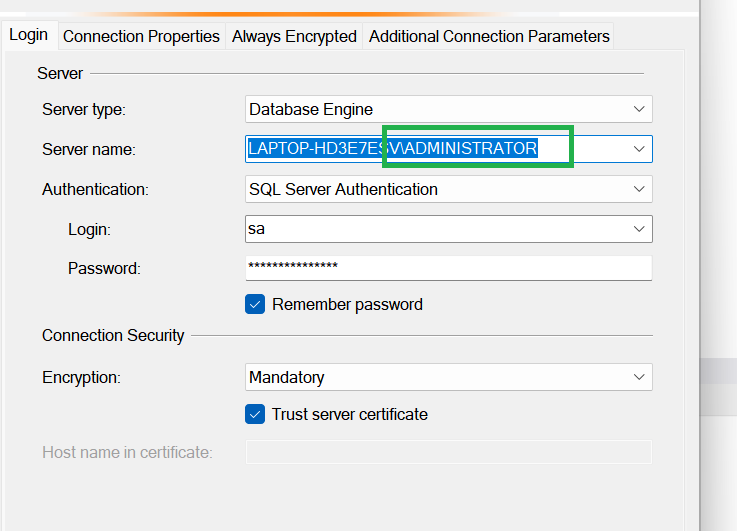 Login Connection Properties Always Encrypted Additional Connection Parameters
Server
Server type: Database Engine
Server name: LAPTOP-HD3E7ESV\ADMINISTRATOR
Authentication: SQL Server Authentication
Login: sa
Password: ***************
Remember password
Connection Security
Encryption: Mandatory
Trust server certificate
Host name in certificate: